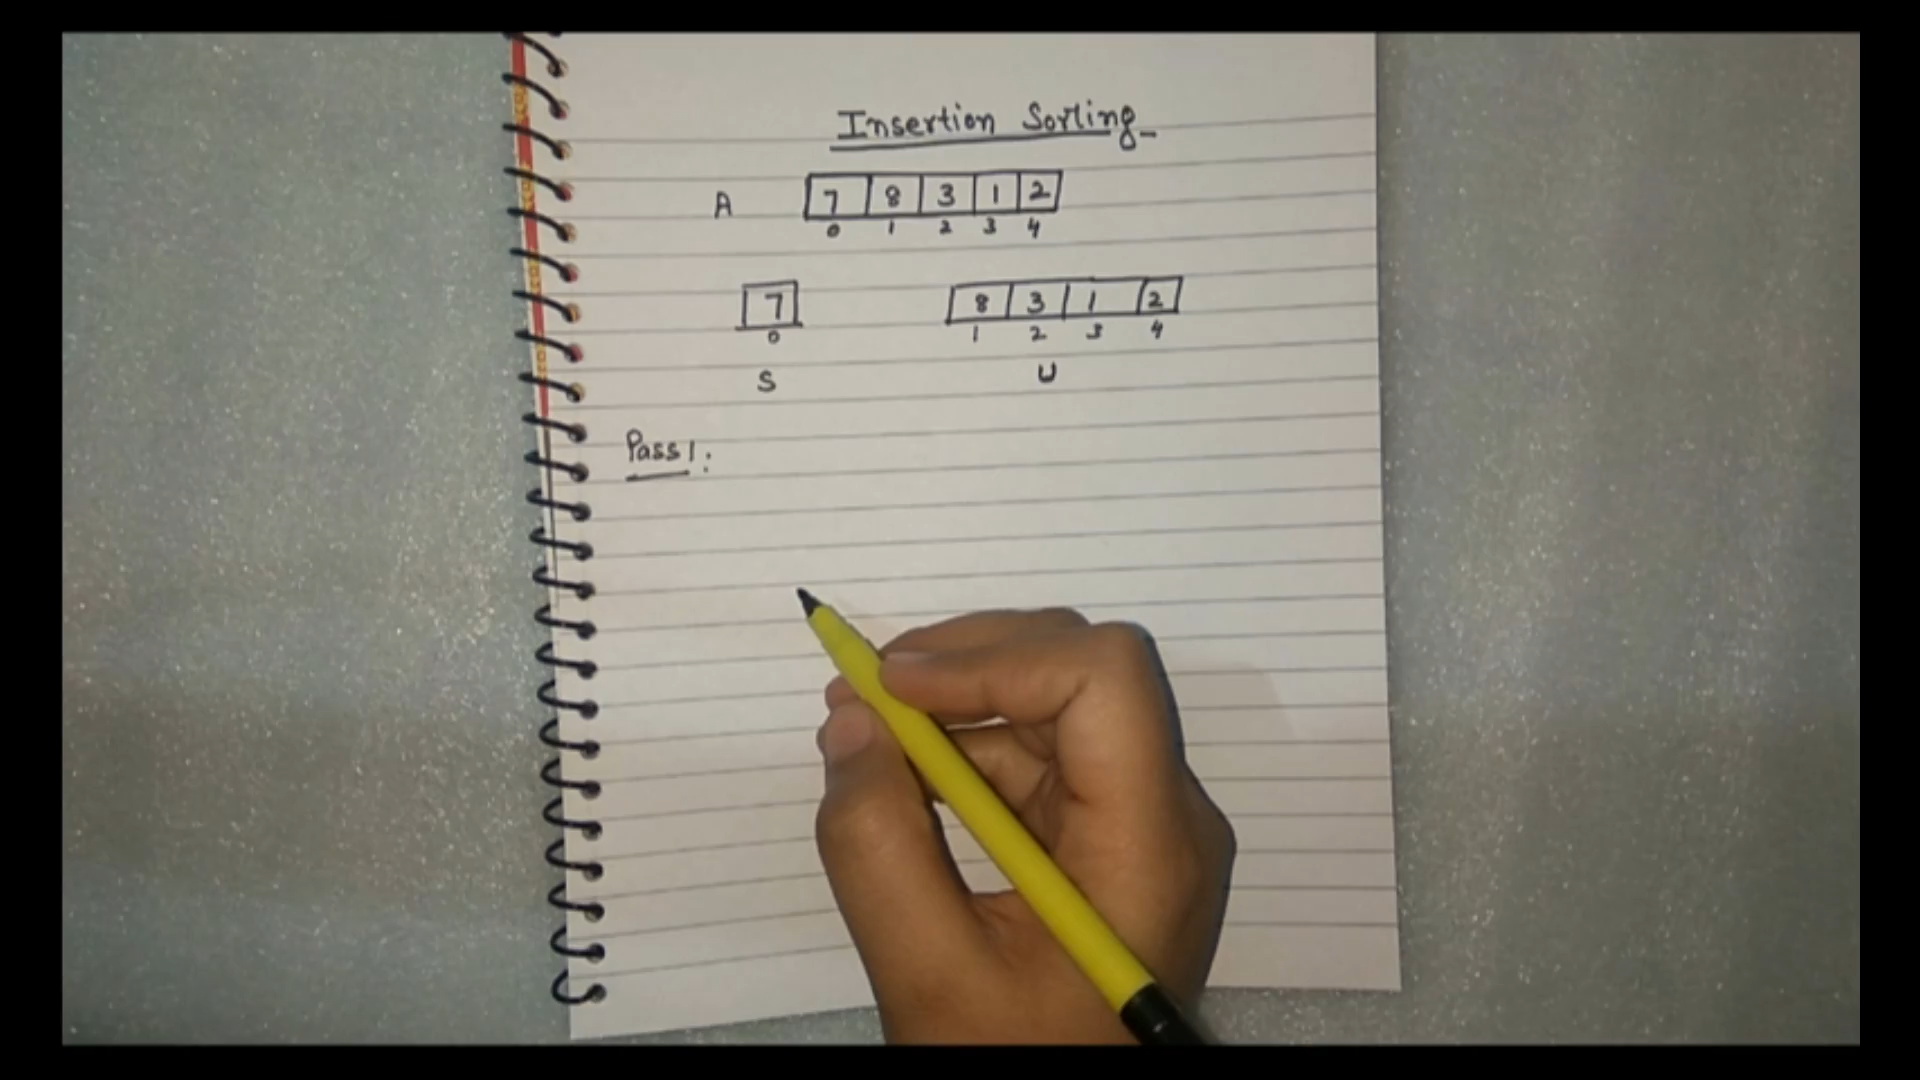 Insertion Sorting
A 7 8 3 1 2
0 1 2 3 4
7 8 3 1 2
0 1 2 3 4
S U
Pass 1: